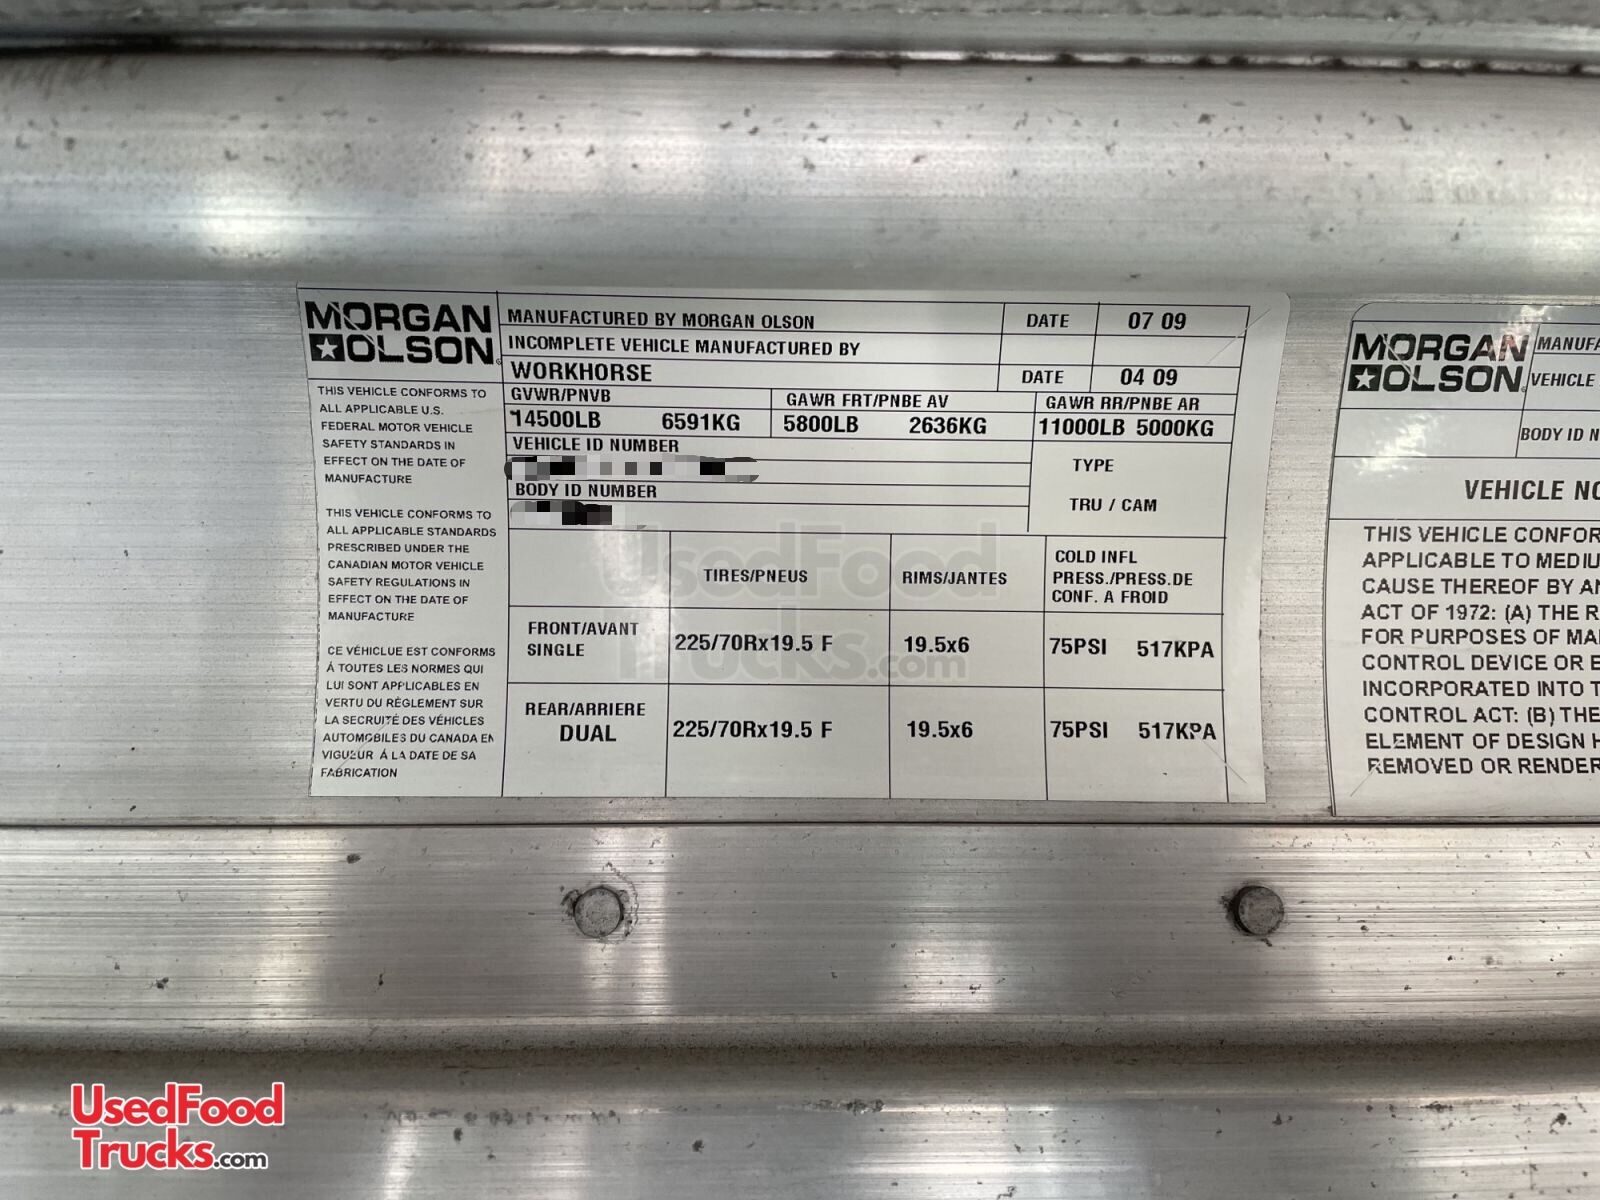 MORGAN
OLSON
MANUFACTURED BY MORGAN OLSON DATE 07 09
INCOMPLETE VEHICLE MANUFACTURED BY
WORKHORSE DATE 04 09
GVWR/PNVB GAWR FRT/PNBE AV GAWR RR/PNBE AR
14500LB 6591KG 5800LB 2636KG 11000LB 5000KG
VEHICLE ID NUMBER
BODY ID NUMBER
TYPE
TRU / CAM
TIRES/PNEUS RIMS/JANTES
COLD INFL
PRESS./PRESS.DE
CONF. A FROID
FRONT/AVANT
SINGLE
225/70Rx19.5 F 19.5x6 75PSI 517KPA
REAR/ARRIERE
DUAL
225/70Rx19.5 F 19.5x6 75PSI 517KPA
THIS VEHICLE CONFORMS TO
ALL APPLICABLE U.S.
FEDERAL MOTOR VEHICLE
SAFETY STANDARDS IN
EFFECT ON THE DATE OF
MANUFACTURE
THIS VEHICLE CONFORMS TO
ALL APPLICABLE STANDARDS
PRESCRIBED UNDER THE
CANADIAN MOTOR VEHICLE
SAFETY REGULATIONS IN
EFFECT ON THE DATE OF
MANUFACTURE
CE VÉHICLUE EST CONFORMS
Á TOUTES LES NORMES QUI
LUI SONT APPLICABLES EN
VERTU DU RÈGLEMENT SUR
LA SECRUITÉ DES VÉHICLES
AUTOMOBILES DU CANADA EN
VIGUEUR Á LA DATE DE SA
FABRICATION
MORGAN
OLSON
MANUFA
VEHICLE
BODY ID N
VEHICLE NO
THIS VEHICLE CONFOR
APPLICABLE TO MEDIU
CAUSE THEREOF BY AN
ACT OF 1972: (A) THE R
FOR PURPOSES OF MAI
CONTROL DEVICE OR E
INCORPORATED INTO T
CONTROL ACT: (B) THE
ELEMENT OF DESIGN H
REMOVED OR RENDER
UsedFood
Trucks.com
UsedFood
Trucks.com